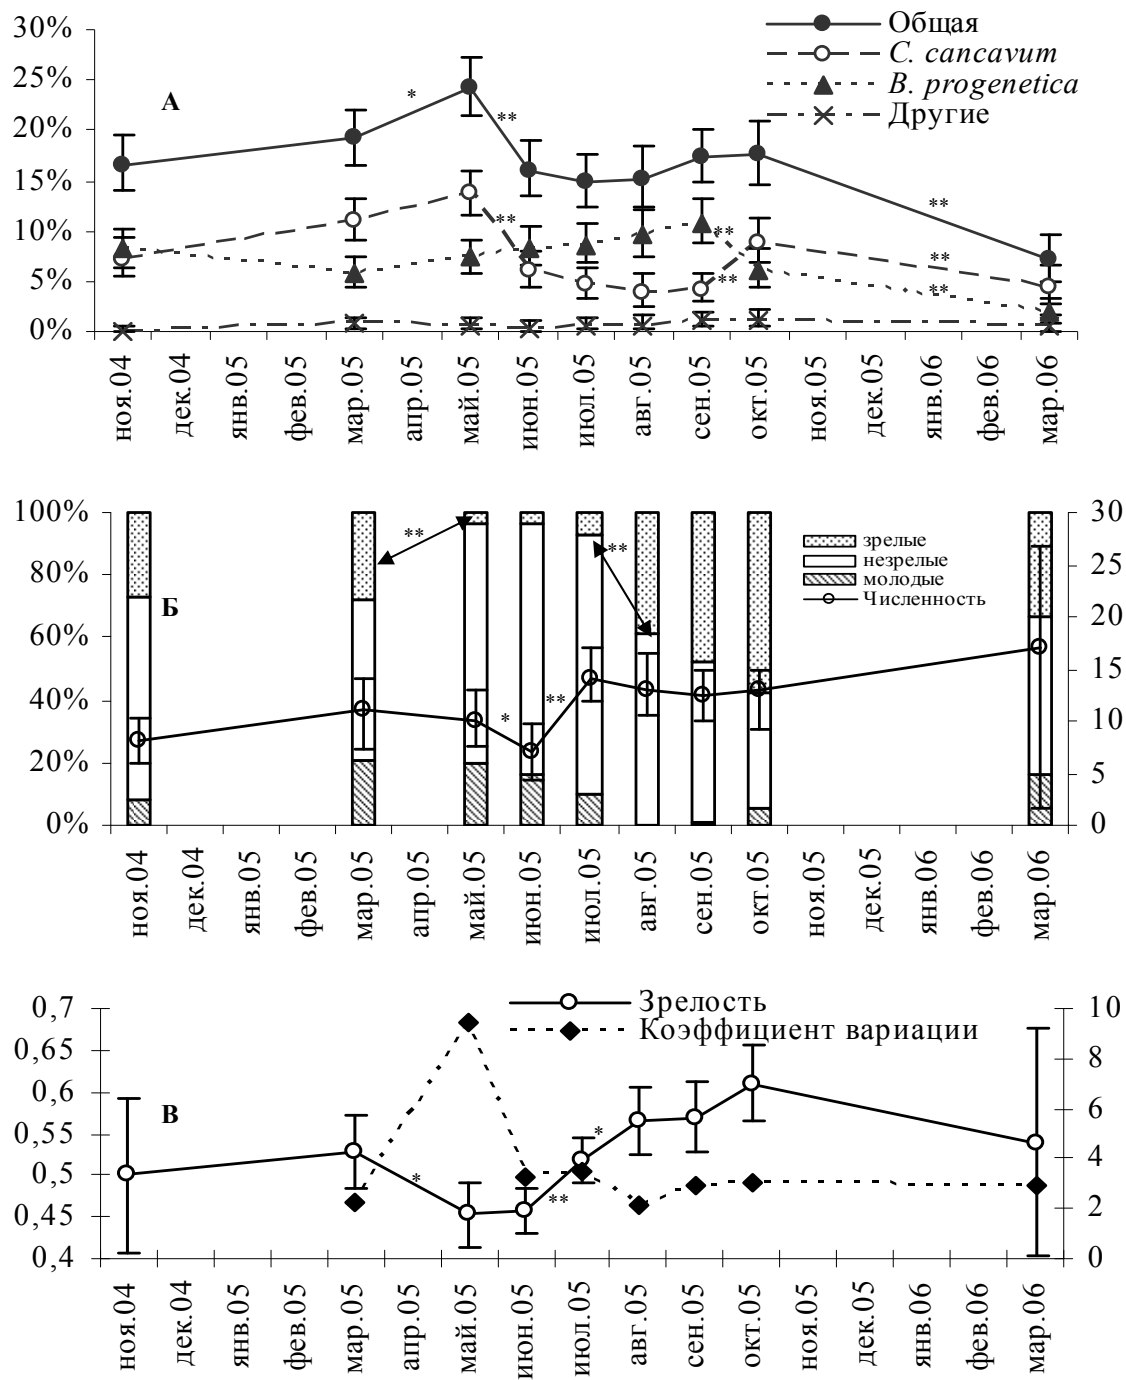 30%
25%
20%
15%
10%
5%
0%
А
Общая
C. cancavum
B. progenetica
Другие
*
**
**
**
**
**
**
**
ноя.04
дек.04
янв.05
фев.05
мар.05
апр.05
май.05
июн.05
июл.05
авг.05
сен.05
окт.05
ноя.05
дек.05
янв.06
фев.06
мар.06
100%
80%
60%
40%
20%
0%
Б
зрелые
незрелые
молодые
Численность
**
**
*
**
30
25
20
15
10
5
0
ноя.04
дек.04
янв.05
фев.05
мар.05
апр.05
май.05
июн.05
июл.05
авг.05
сен.05
окт.05
ноя.05
дек.05
янв.06
фев.06
мар.06
0,7
0,65
0,6
0,55
0,5
0,45
0,4
В
Зрелость
Коэффициент вариации
*
**
*
10
8
6
4
2
0
ноя.04
дек.04
янв.05
фев.05
мар.05
апр.05
май.05
июн.05
июл.05
авг.05
сен.05
окт.05
ноя.05
дек.05
янв.06
фев.06
мар.06